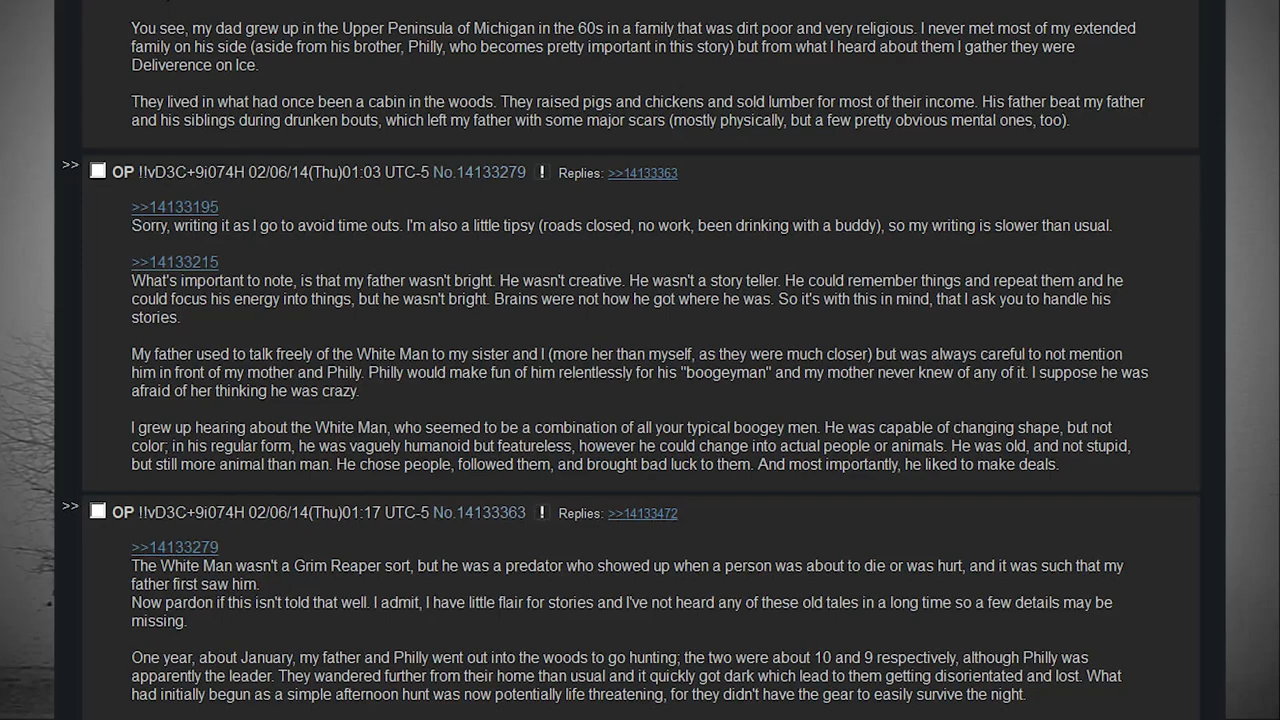 You see, my dad grew up in the Upper Peninsula of Michigan in the 60s in a family that was dirt poor and very religious. I never met most of my extended
family on his side (aside from his brother, Philly, who becomes pretty important in this story) but from what I heard about them I gather they were
Deliverence on Ice.
They lived in what had once been a cabin in the woods. They raised pigs and chickens and sold lumber for most of their income. His father beat my father
and his siblings during drunken bouts, which left my father with some major scars (mostly physically, but a few pretty obvious mental ones, too).
>> OP !!vD3C+9i074H 02/06/14(Thu)01:03 UTC-5 No.14133279 ! Replies: >>14133363
>>14133195
Sorry, writing it as I go to avoid time outs. I'm also a little tipsy (roads closed, no work, been drinking with a buddy), so my writing is slower than usual.
>>14133215
What's important to note, is that my father wasn't bright. He wasn't creative. He wasn't a story teller. He could remember things and repeat them and he
could focus his energy into things, but he wasn't bright. Brains were not how he got where he was. So it's with this in mind, that I ask you to handle his
stories.
My father used to talk freely of the White Man to my sister and I (more her than myself, as they were much closer) but was always careful to not mention
him in front of my mother and Philly. Philly would make fun of him relentlessly for his "boogeyman" and my mother never knew of any of it. I suppose he was
afraid of her thinking he was crazy.
I grew up hearing about the White Man, who seemed to be a combination of all your typical boogey men. He was capable of changing shape, but not
color; in his regular form, he was vaguely humanoid but featureless, however he could change into actual people or animals. He was old, and not stupid,
but still more animal than man. He chose people, followed them, and brought bad luck to them. And most importantly, he liked to make deals.
>> OP !!vD3C+9i074H 02/06/14(Thu)01:17 UTC-5 No.14133363 ! Replies: >>14133472
>>14133279
The White Man wasn't a Grim Reaper sort, but he was a predator who showed up when a person was about to die or was hurt, and it was such that my
father first saw him.
Now pardon if this isn't told that well. I admit, I have little flair for stories and I've not heard any of these old tales in a long time so a few details may be
missing.
One year, about January, my father and Philly went out into the woods to go hunting; the two were about 10 and 9 respectively, although Philly was
apparently the leader. They wandered further from their home than usual and it quickly got dark which lead to them getting disorientated and lost. What
had initially begun as a simple afternoon hunt was now potentially life threatening, for they didn't have the gear to easily survive the night.